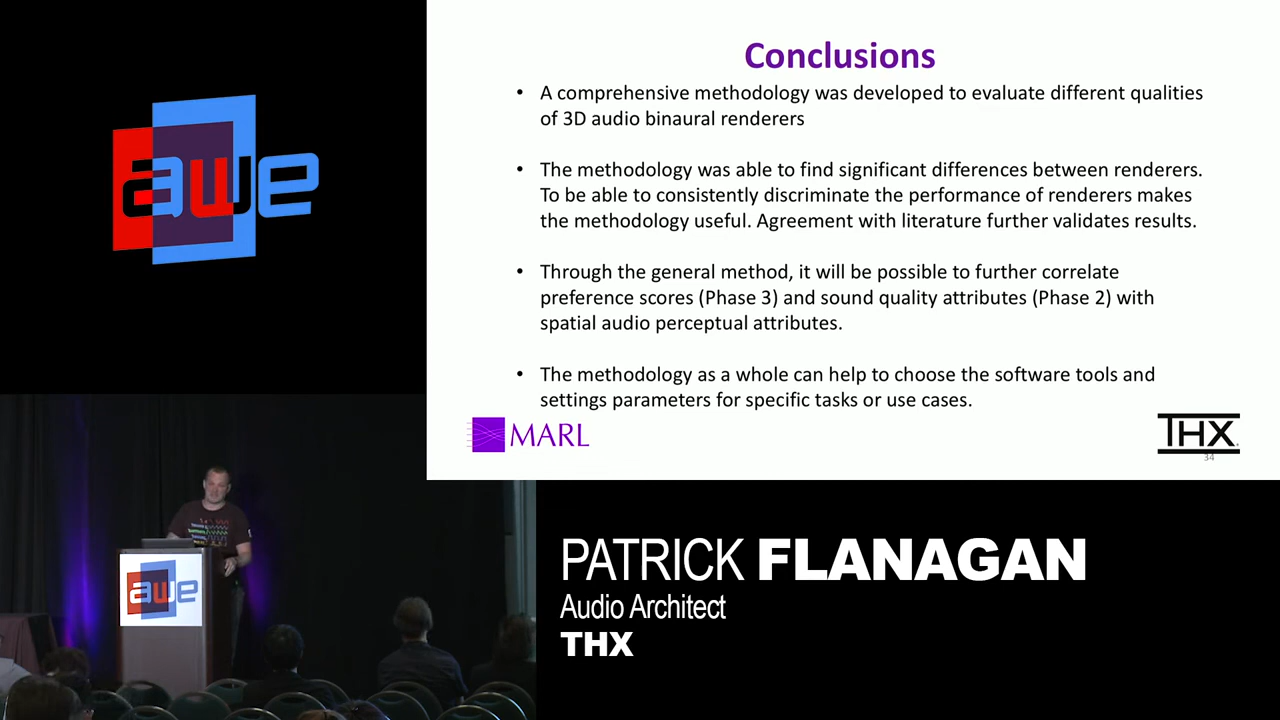 awe
Conclusions
• A comprehensive methodology was developed to evaluate different qualities
of 3D audio binaural renderers
• The methodology was able to find significant differences between renderers.
To be able to consistently discriminate the performance of renderers makes
the methodology useful. Agreement with literature further validates results.
• Through the general method, it will be possible to further correlate
preference scores (Phase 3) and sound quality attributes (Phase 2) with
spatial audio perceptual attributes.
• The methodology as a whole can help to choose the software tools and
settings parameters for specific tasks or use cases.
MARL
THX
34
awe
PATRICK FLANAGAN
Audio Architect
THX